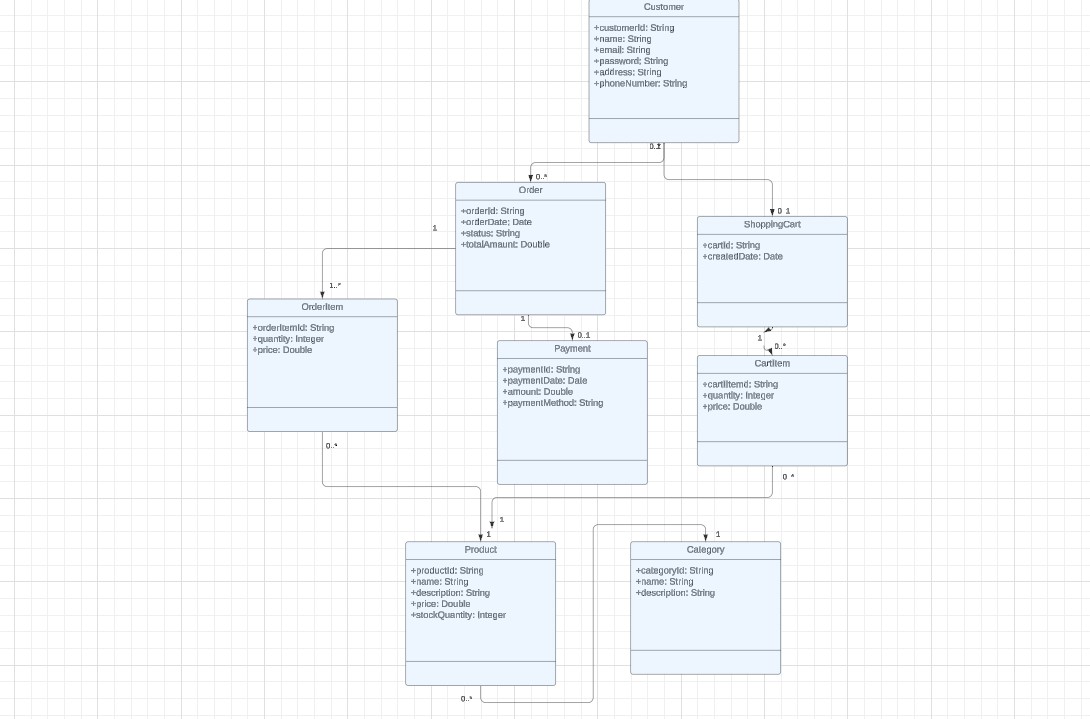 Customer
+customerId: String
+name: String
+email: String
+password: String
+address: String
+phoneNumber: String
0..*
Order
+orderId: String
+orderDate: Date
+status: String
+totalAmount: Double
1
0 1
ShoppingCart
+cartId: String
+createdDate: Date
1..*
OrderItem
+orderItemId: String
+quantity: Integer
+price: Double
1
0..1
Payment
+paymentId: String
+paymentDate: Date
+amount: Double
+paymentMethod: String
1
0..*
CartItem
+cartItemId: String
+quantity: Integer
+price: Double
0..*
0 *
1
1
Product
+productId: String
+name: String
+description: String
+price: Double
+stockQuantity: Integer
1
Category
+categoryId: String
+name: String
+description: String
0..*